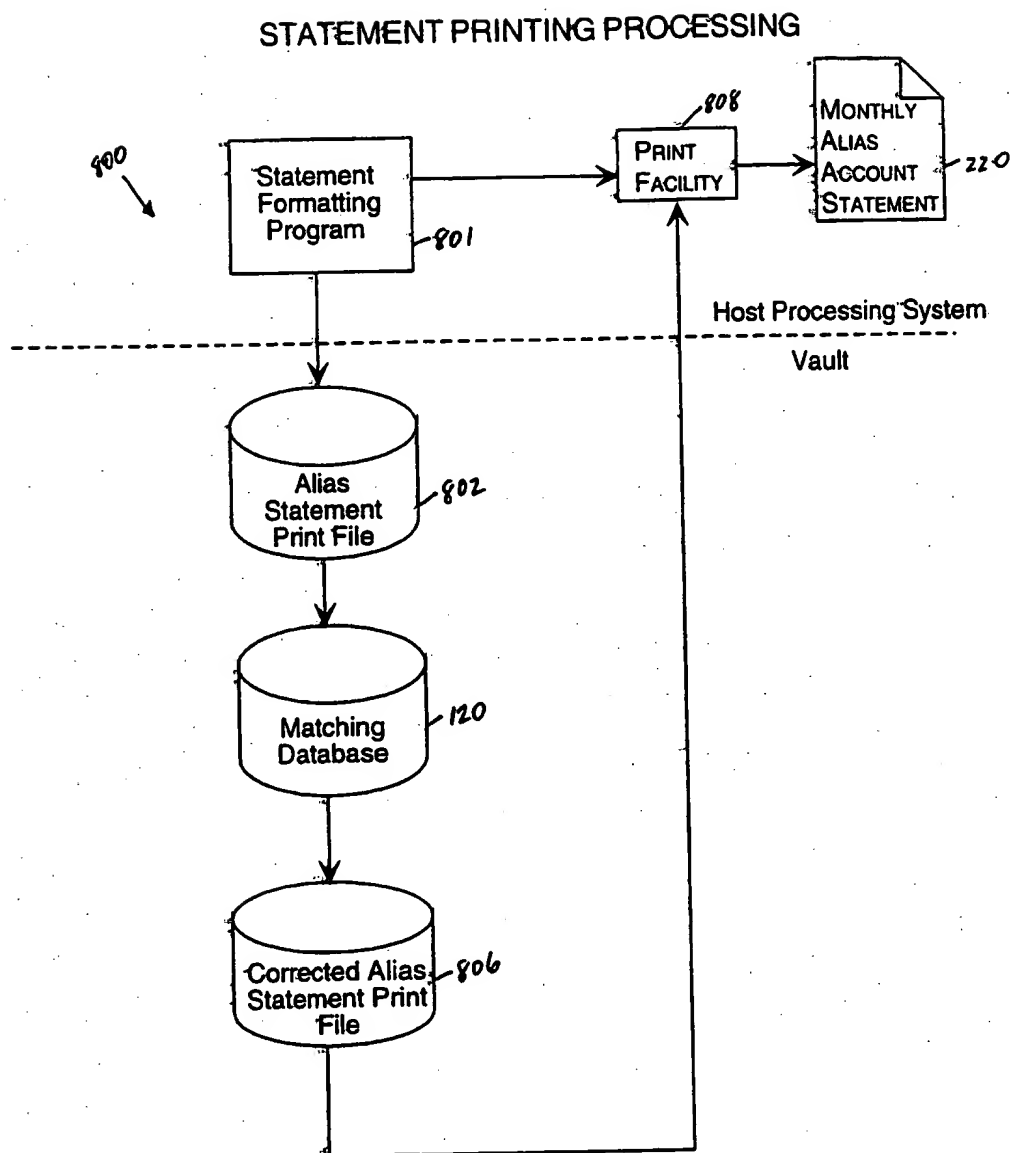 STATEMENT PRINTING PROCESSING
800
Statement
Formatting
Program
801
808
PRINT
FACILITY
MONTHLY
ALIAS
ACCOUNT
STATEMENT
220
Host Processing System
Vault
Alias
Statement
Print File
802
Matching
Database
120
Corrected Alias
Statement Print
File
806